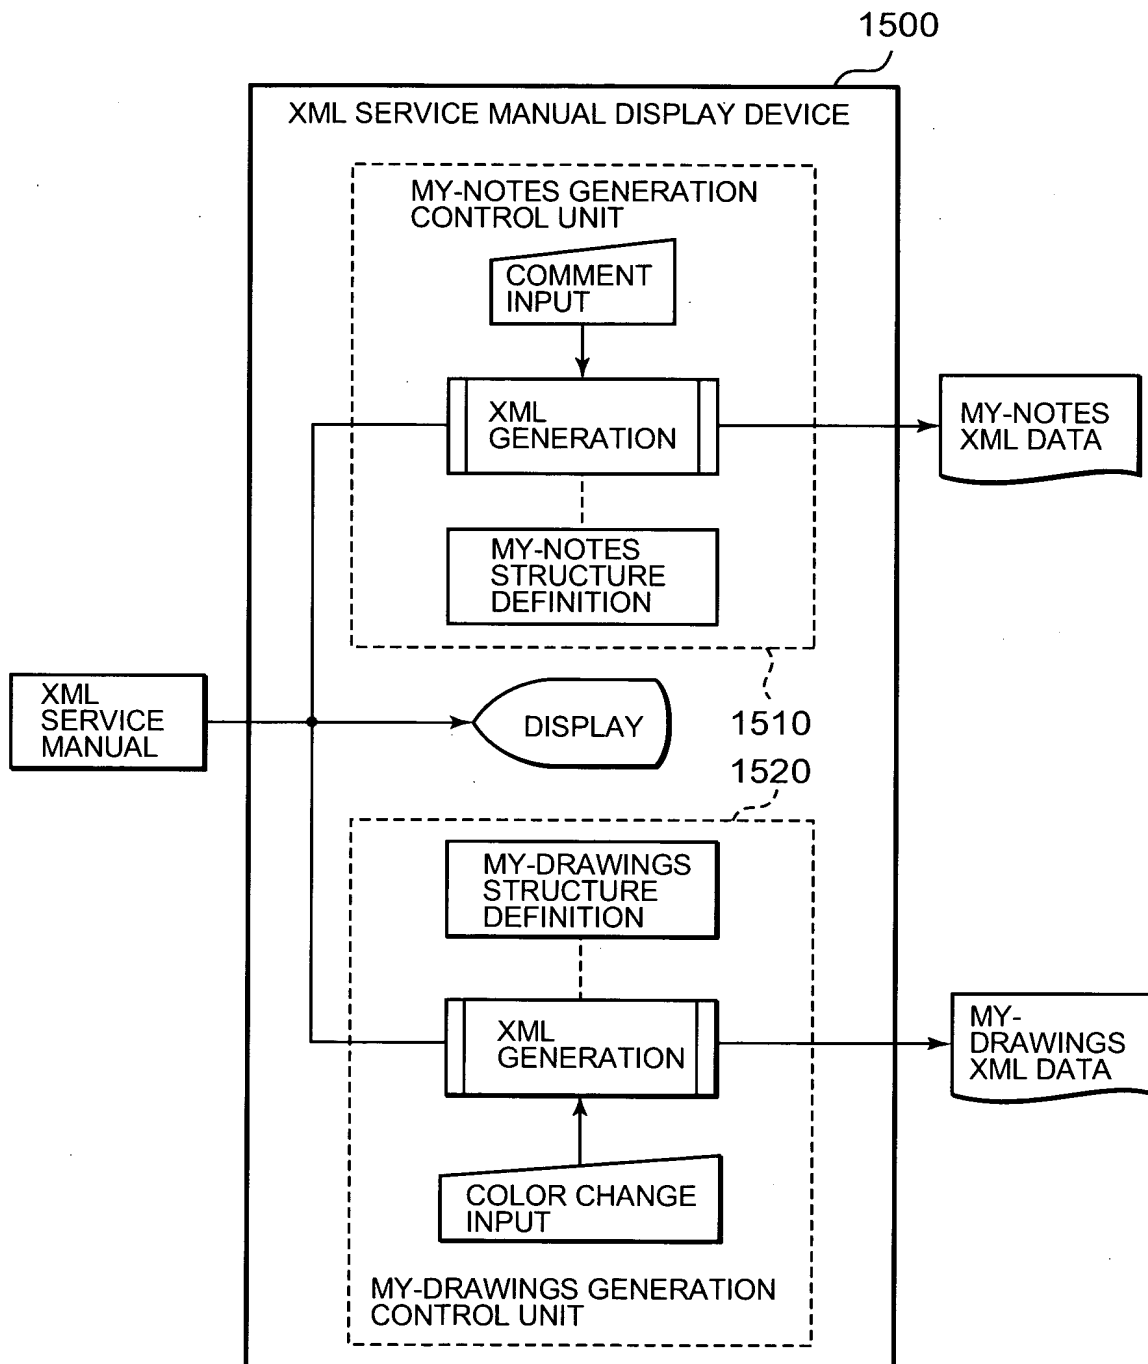 1500
XML SERVICE MANUAL DISPLAY DEVICE
MY-NOTES GENERATION
CONTROL UNIT
COMMENT
INPUT
XML
GENERATION
MY-NOTES
XML DATA
MY-NOTES
STRUCTURE
DEFINITION
XML
SERVICE
MANUAL
DISPLAY
1510
1520
MY-DRAWINGS
STRUCTURE
DEFINITION
XML
GENERATION
MY-
DRAWINGS
XML DATA
COLOR CHANGE
INPUT
MY-DRAWINGS GENERATION
CONTROL UNIT